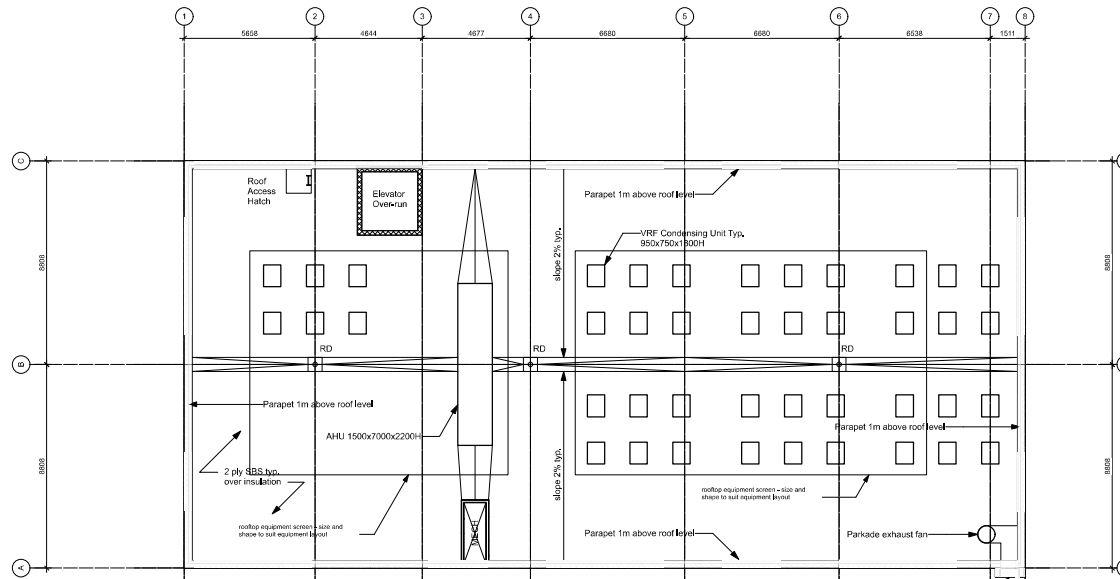 1 2 3 4 5 6 7 8
5658 4644 4677 6680 6680 6538 1511
C
Roof
Access
Hatch
Elevator
Over-run
Parapet 1m above roof level
VRF Condensing Unit Typ.
950x750x1800H
slope 2% typ.
8808 8808
RD RD RD
B
Parapet 1m above roof level
AHU 1500x7000x2200H
Parapet 1m above roof level
slope 2% typ.
8808 8808
2 ply SBS typ.
over insulation
rooftop equipment screen - size and
shape to suit equipment layout
rooftop equipment screen - size and
shape to suit equipment layout
MECH
Parapet 1m above roof level
Parkade exhaust fan
A